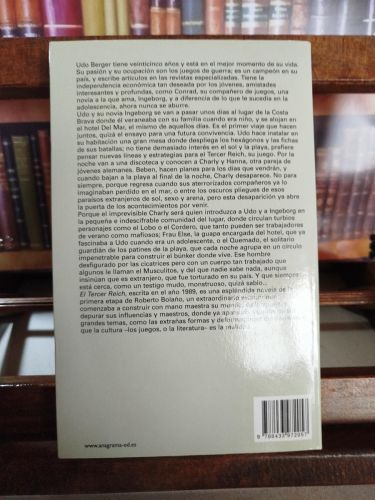 Udo Berger tiene veinticinco años y está en el mejor momento de su vida.
Su pasión y su ocupación son los juegos de guerra; es un campeón en su
país, y escribe artículos en las revistas especializadas. Tiene la
independencia económica tan deseada por los jóvenes, amistades
interesantes y profundas, como Conrad, su compañero de juegos, una
novia a la que ama, Ingeborg, y a diferencia de lo que le sucedía en la
adolescencia, ahora nunca se aburre.
Udo y su novia Ingeborg se van a pasar unos días al lugar de la Costa
Brava donde él veraneaba con su familia cuando era niño, y se alojan en
el hotel Del Mar, el mismo de aquellos días. Es el primer viaje que hacen
juntos, quizá el ensayo para una futura convivencia. Udo hace instalar en
su habitación una gran mesa donde despliega los hexágonos y las fichas
de sus batallas; no tiene demasiado interés en el sol y la playa, prefiere
pensar nuevas líneas y estrategias para el Tercer Reich, su juego. Por la
noche van a una discoteca y conocen a Charly y Hanna, otra pareja de
jóvenes alemanes. Beben, hacen planes para los días que vendrán, y
cuando bajan a la playa al final de la noche, Charly desaparece. No para
siempre, porque regresa cuando sus aterrorizados compañeros ya lo
imaginaban perdido en el mar, o entre los oscuros pliegues de esos
paraísos extranjeros de sol, sexo y arena, pero esta desaparición ya abre
la puerta de los acontecimientos por venir.
Porque el imprevisible Charly será quien introduzca a Udo y a Ingeborg en
la pequeña e indescifrable comunidad del lugar, donde circulan turbios
personajes como el Lobo o el Cordero, que tanto pueden ser trabajadores
de verano como mafiosos; Frau Else, la guapa encargada del hotel, que ya
fascinaba a Udo cuando era un adolescente, o el Quemado, el solitario
guardián de los patines de la playa, que cada noche agrupa en un círculo
impenetrable para construir el búnker donde vive. Ese hombre
desfigurado por las cicatrices pero con un cuerpo tan trabajado que
algunos le llaman el Musculitos, y del que nadie sabe nada, aunque
insinúan que es extranjero, que fue torturado en su país. Y que siempre
está cerca, como un testigo mudo, monstruoso, quizá sabio...
El Tercer Reich, escrita en el año 1989, es una espléndida novela de la
primera etapa de Roberto Bolaño, un extraordinario escritor que
comenzaba a construir con mano maestra su mundo,
depurar sus influencias y maestros, donde ya
grandes temas, como las extrañas formas y
que la cultura –los juegos, o la literatura– es la
www.anagrama-ed.es
9 788433 972057